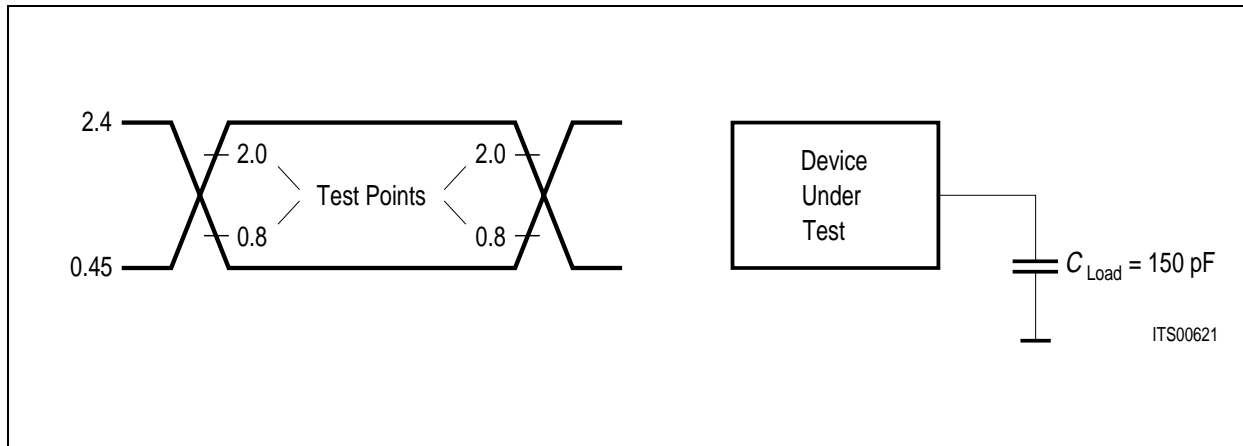 2.4
2.0
2.0
Test Points
0.8
0.8
0.45
Device
Under
Test
C Load = 150 pF
ITS00621